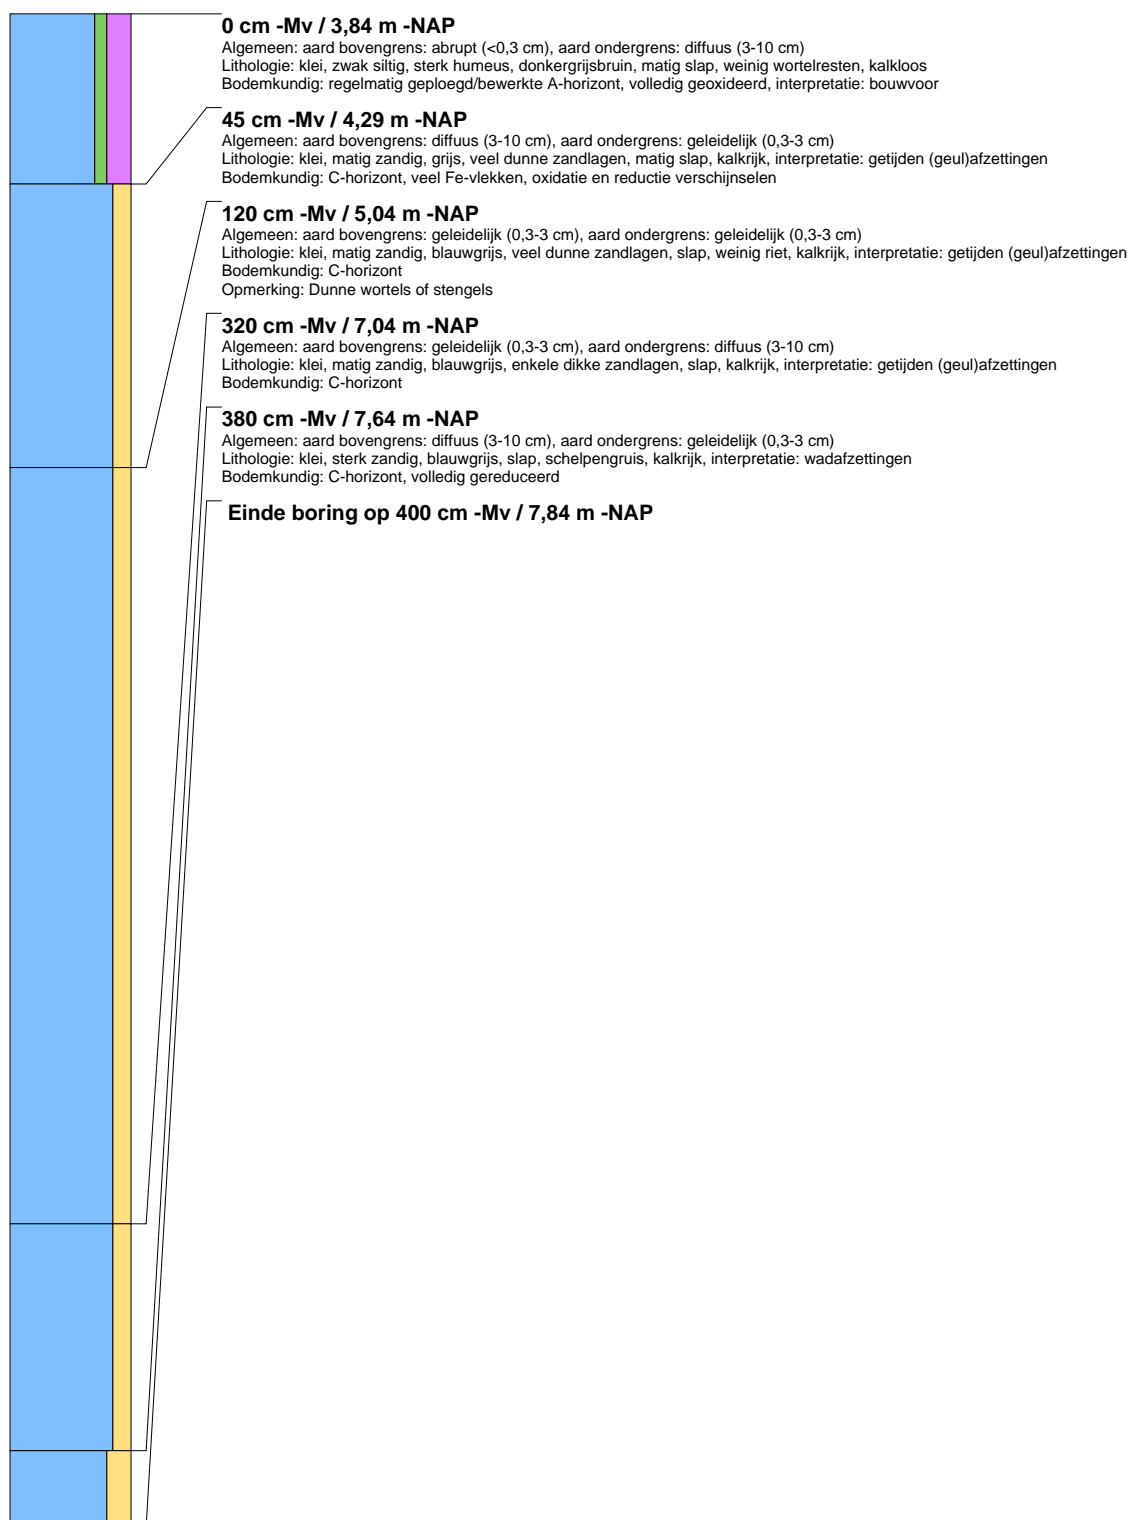 0 cm -Mv / 3,84 m -NAP
Algemeen: aard bovengrens: abrupt (<0,3 cm), aard ondergrens: diffuus (3-10 cm)
Lithologie: klei, zwak siltig, sterk humeus, donkergrijsbruin, matig slap, weinig wortelresten, kalkloos
Bodemkundig: regelmatig geploegd/bewerkte A-horizont, volledig geoxideerd, interpretatie: bouwvoor
45 cm -Mv / 4,29 m -NAP
Algemeen: aard bovengrens: diffuus (3-10 cm), aard ondergrens: geleidelijk (0,3-3 cm)
Lithologie: klei, matig zandig, grijs, veel dunne zandlagen, matig slap, kalkrijk, interpretatie: getijden (geul)afzettingen
Bodemkundig: C-horizont, veel Fe-vlekken, oxidatie en reductie verschijnselen
120 cm -Mv / 5,04 m -NAP
Algemeen: aard bovengrens: geleidelijk (0,3-3 cm), aard ondergrens: geleidelijk (0,3-3 cm)
Lithologie: klei, matig zandig, blauwgrijs, veel dunne zandlagen, slap, weinig riet, kalkrijk, interpretatie: getijden (geul)afzettingen
Bodemkundig: C-horizont
Opmerking: Dunne wortels of stengels
320 cm -Mv / 7,04 m -NAP
Algemeen: aard bovengrens: geleidelijk (0,3-3 cm), aard ondergrens: diffuus (3-10 cm)
Lithologie: klei, matig zandig, blauwgrijs, enkele dikke zandlagen, slap, kalkrijk, interpretatie: getijden (geul)afzettingen
Bodemkundig: C-horizont
380 cm -Mv / 7,64 m -NAP
Algemeen: aard bovengrens: diffuus (3-10 cm), aard ondergrens: geleidelijk (0,3-3 cm)
Lithologie: klei, sterk zandig, blauwgrijs, slap, schelpengruis, kalkrijk, interpretatie: wadafzettingen
Bodemkundig: C-horizont, volledig gereduceerd
Einde boring op 400 cm -Mv / 7,84 m -NAP